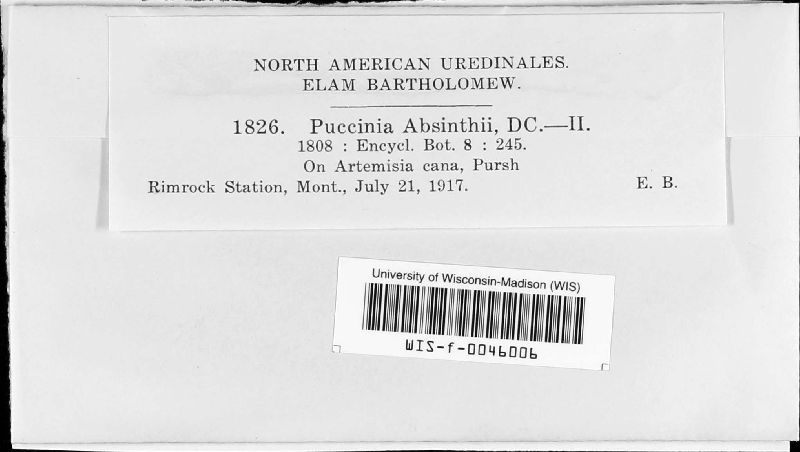 NORTH AMERICAN UREDINALES.
ELAM BARTHOLOMEW.
1826. Puccinia Absinthii, DC.—II.
1808 : Encycl. Bot. 8 : 245.
On Artemisia cana, Pursh
Rimrock Station, Mont., July 21, 1917. E. B.
University of Wisconsin-Madison (WIS)
WIS-f-0046006